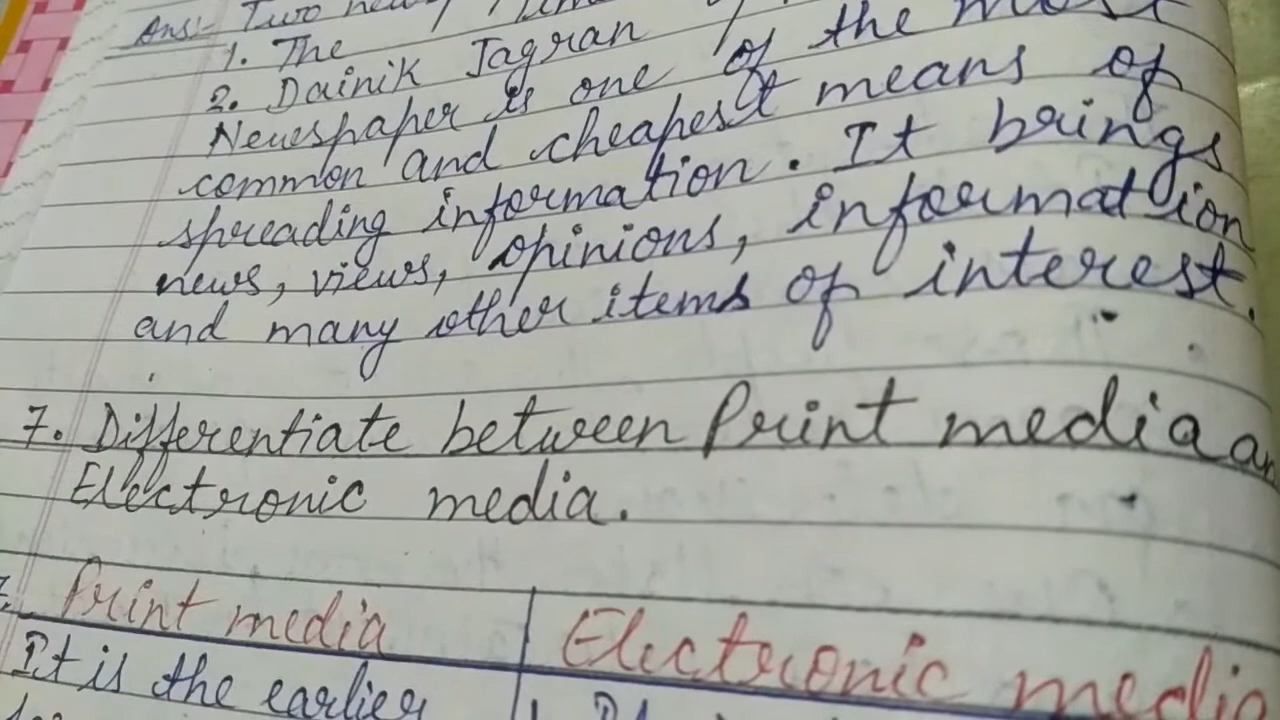 Ans:- Two
1. The
2. Dainik Jagran
Newspaper is one of the most
common and cheapest means of
spreading information. It brings
news, views, opinions, information
and many other items of interest.
7. Differentiate between Print media
Electronic media.
Print media Electronic media
It is the earlier